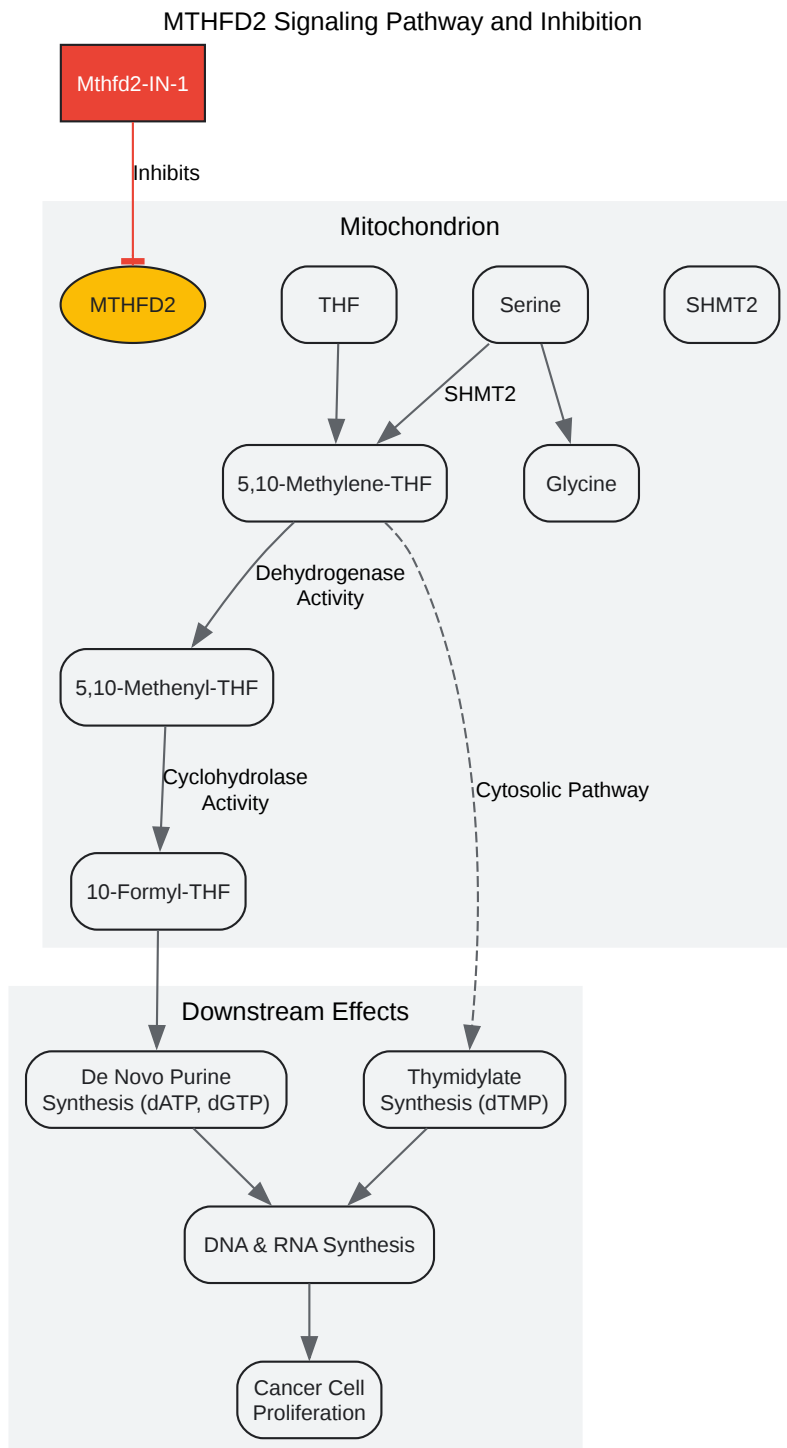 MTHFD2 Signaling Pathway and Inhibition
Mthfd2-IN-1
Inhibits
Mitochondrion
MTHFD2
THF
Serine
SHMT2
SHMT2
5,10-Methylene-THF
Glycine
Dehydrogenase
Activity
5,10-Methenyl-THF
Cyclohydrolase
Activity
Cytosolic Pathway
10-Formyl-THF
Downstream Effects
De Novo Purine
Synthesis (dATP, dGTP)
Thymidylate
Synthesis (dTMP)
DNA & RNA Synthesis
Cancer Cell
Proliferation